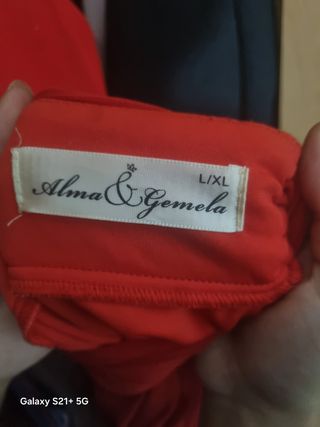 L/XL
Alma & Gemela
Galaxy S21+ 5G